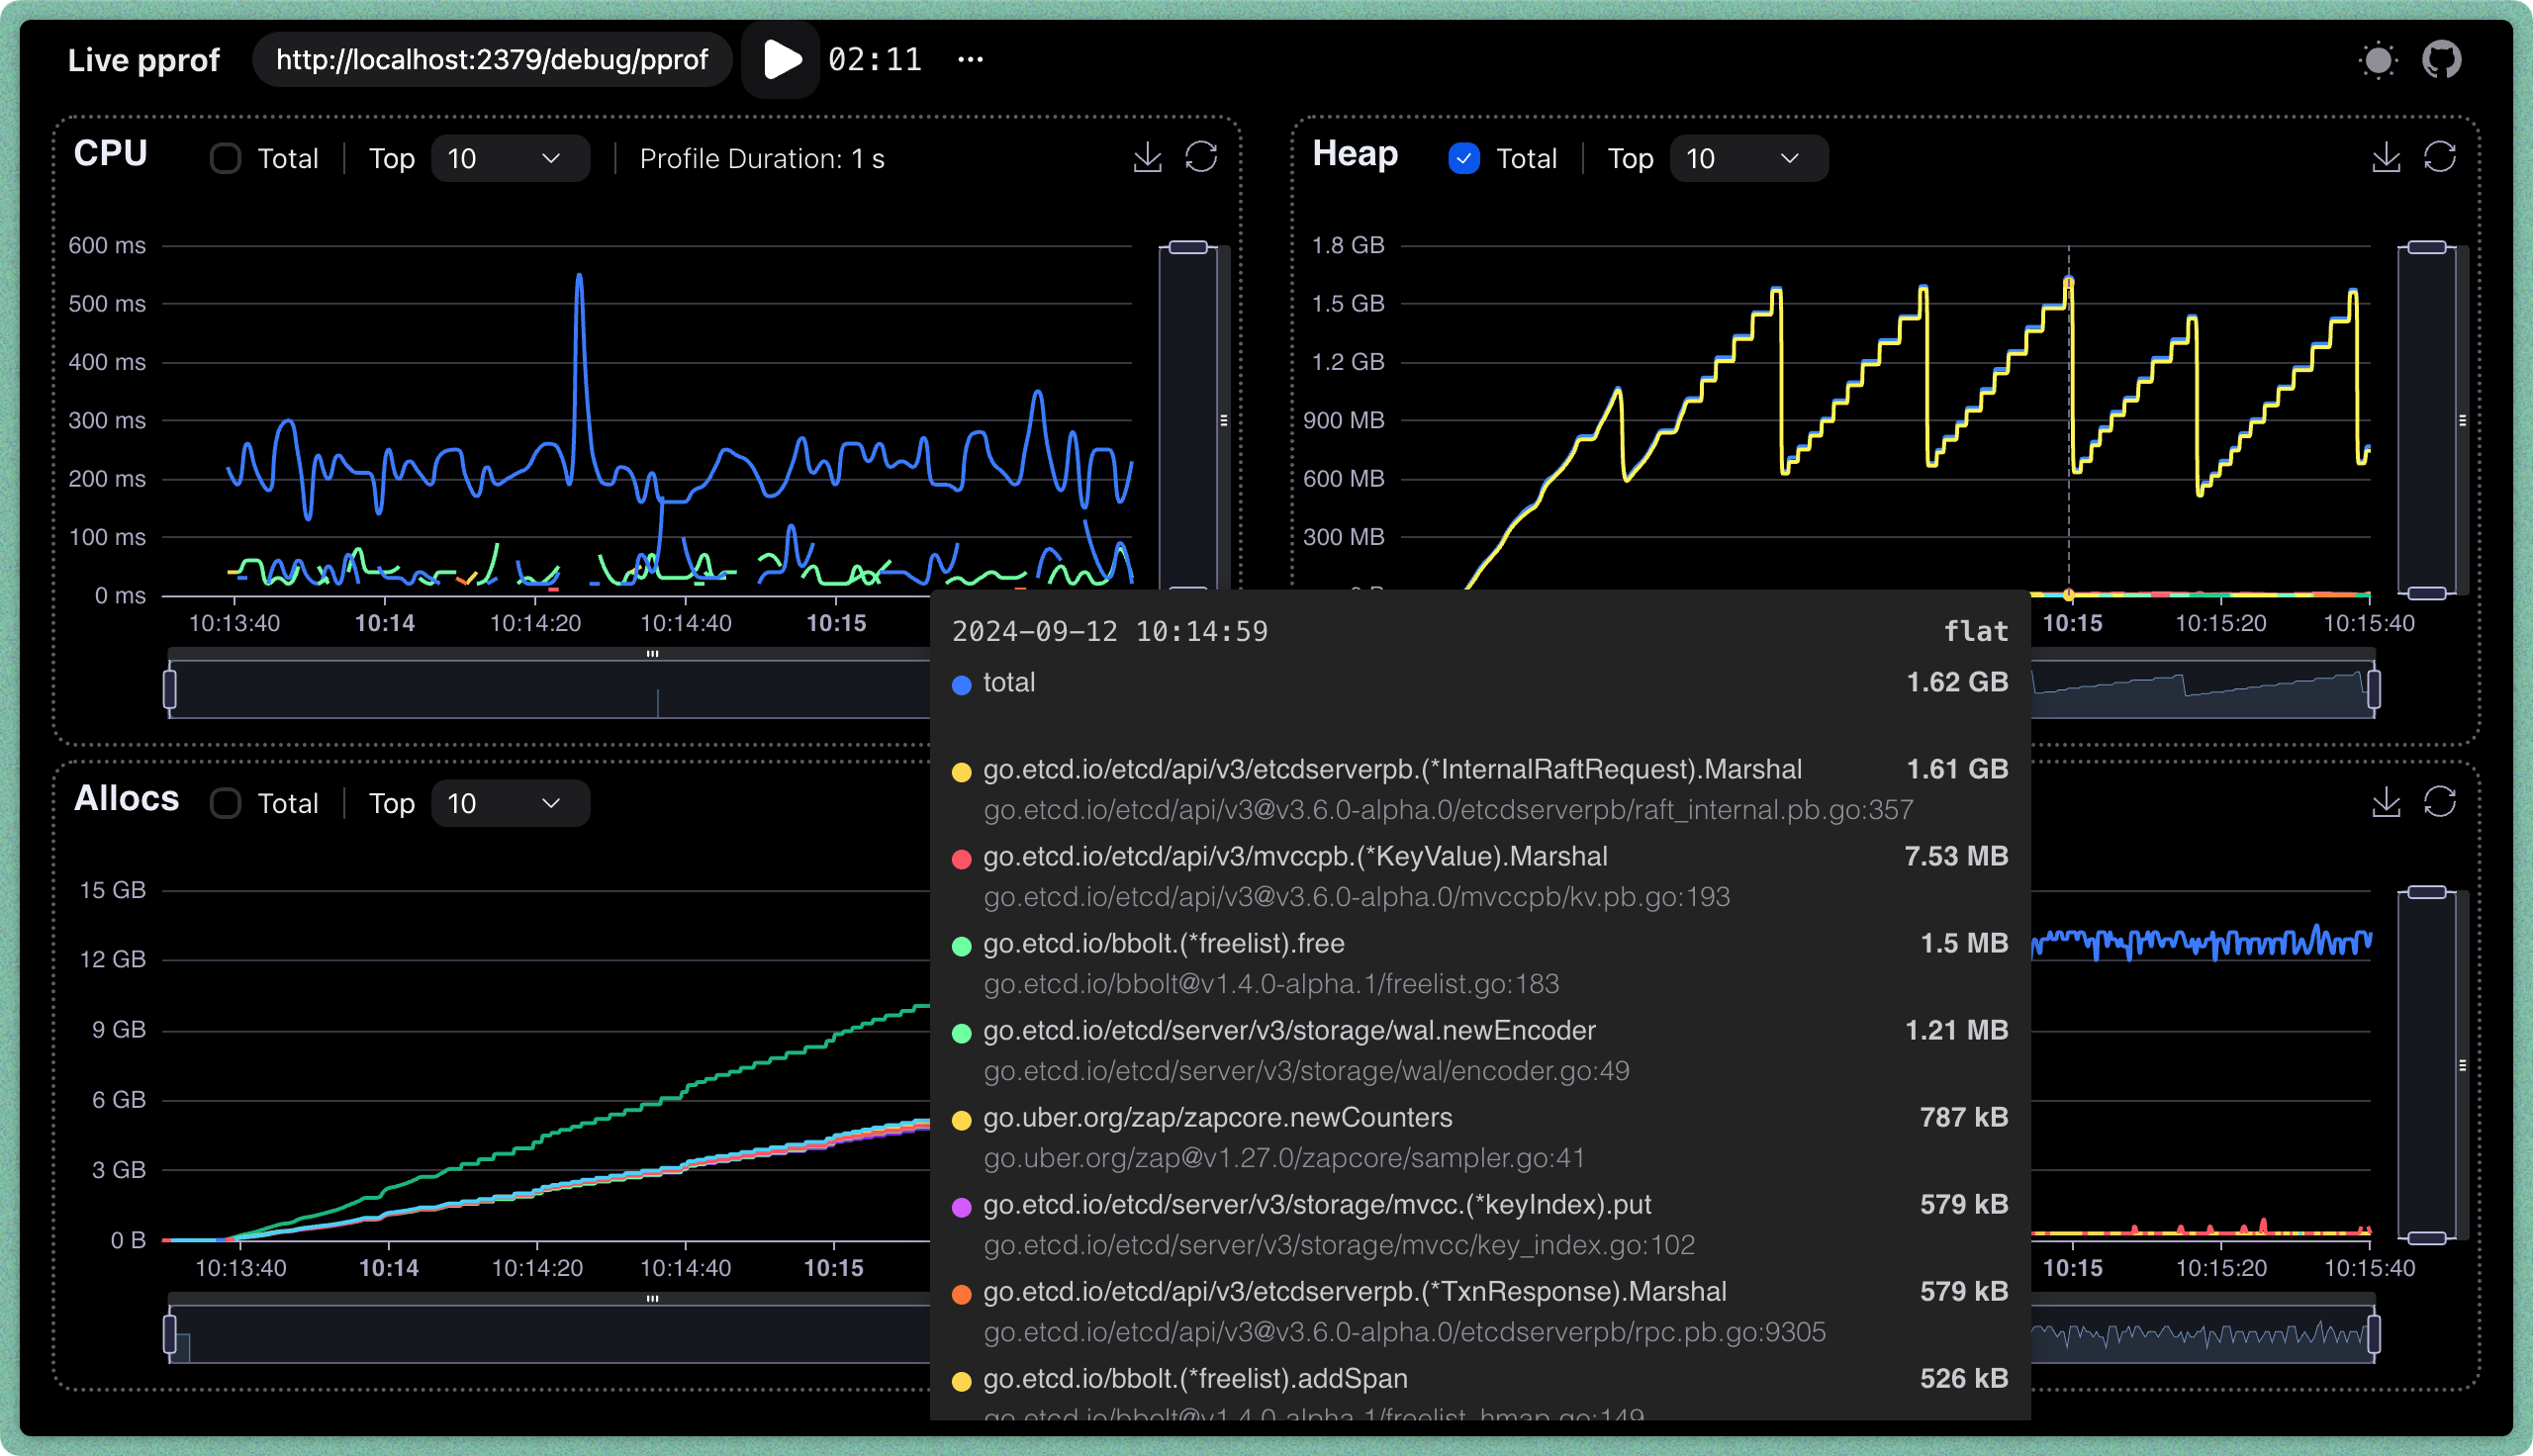 Live pprof
http://localhost:2379/debug/pprof
02:11
...
CPU
Total
Top
10
Profile Duration: 1 s
600 ms
500 ms
400 ms
300 ms
200 ms
100 ms
0 ms
10:13:40
10:14
10:14:20
10:14:40
10:15
Heap
Total
Top
10
1.8 GB
1.5 GB
1.2 GB
900 MB
600 MB
300 MB
10:15
10:15:20
10:15:40
Allocs
Total
Top
10
15 GB
12 GB
9 GB
6 GB
3 GB
0 B
10:13:40
10:14
10:14:20
10:14:40
10:15
2024-09-12 10:14:59 flat
total 1.62 GB
go.etcd.io/etcd/api/v3/etcdserverpb.(*InternalRaftRequest).Marshal 1.61 GB
go.etcd.io/etcd/api/v3@v3.6.0-alpha.0/etcdserverpb/raft_internal.pb.go:357
go.etcd.io/etcd/api/v3/mvccpb.(*KeyValue).Marshal 7.53 MB
go.etcd.io/etcd/api/v3@v3.6.0-alpha.0/mvccpb/kv.pb.go:193
go.etcd.io/bbolt.(*freelist).free 1.5 MB
go.etcd.io/bbolt@v1.4.0-alpha.1/freelist.go:183
go.etcd.io/etcd/server/v3/storage/wal.newEncoder 1.21 MB
go.etcd.io/etcd/server/v3/storage/wal/encoder.go:49
go.uber.org/zap/zapcore.newCounters 787 kB
go.uber.org/zap@v1.27.0/zapcore/sampler.go:41
go.etcd.io/etcd/server/v3/storage/mvcc.(*keyIndex).put 579 kB
go.etcd.io/etcd/server/v3/storage/mvcc/key_index.go:102
go.etcd.io/etcd/api/v3/etcdserverpb.(*TxnResponse).Marshal 579 kB
go.etcd.io/etcd/api/v3@v3.6.0-alpha.0/etcdserverpb/rpc.pb.go:9305
go.etcd.io/bbolt.(*freelist).addSpan 526 kB
go.etcd.io/bbolt@v1.4.0-alpha.1/freelist_hmap.go:149
10:15
10:15:20
10:15:40